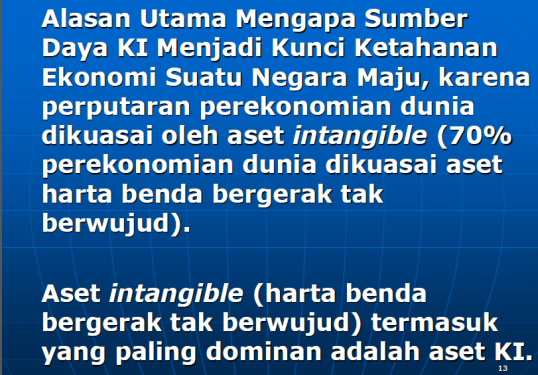 Alasan Utama Mengapa Sumber
Daya KI Menjadi Kunci Ketahanan
Ekonomi Suatu Negara Maju, karena
perputaran perekonomian dunia
dikuasai oleh aset intangible (70%
perekonomian dunia dikuasai aset
harta benda bergerak tak
berwujud).
Aset intangible (harta benda
bergerak tak berwujud) termasuk
yang paling dominan adalah aset KI.
13